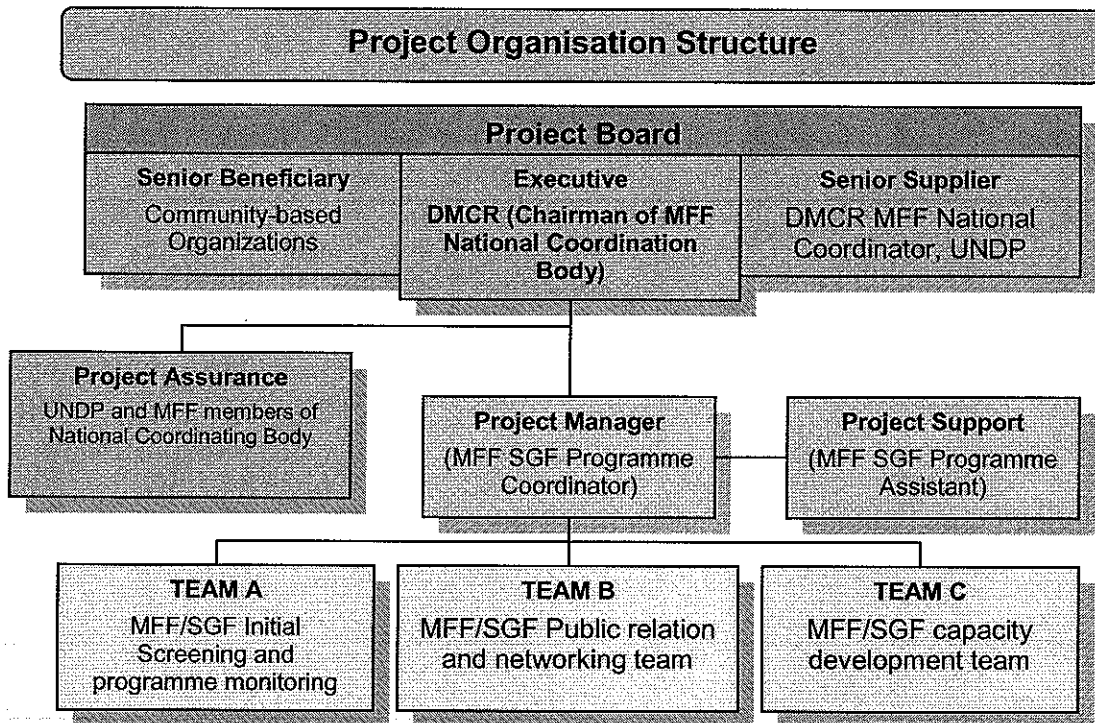 Project Organisation Structure
Project Board
Senior Beneficiary
Community-based
Organizations
Executive
DMCR (Chairman of MFF
National Coordination
Body)
Senior Supplier
DMCR MFF National
Coordinator, UNDP
Project Assurance
UNDP and MFF members of
National Coordinating Body
Project Manager
(MFF SGF Programme
Coordinator)
Project Support
(MFF SGF Programme
Assistant)
TEAM A
MFF/SGF Initial
Screening and
programme monitoring
TEAM B
MFF/SGF Public relation
and networking team
TEAM C
MFF/SGF capacity
development team